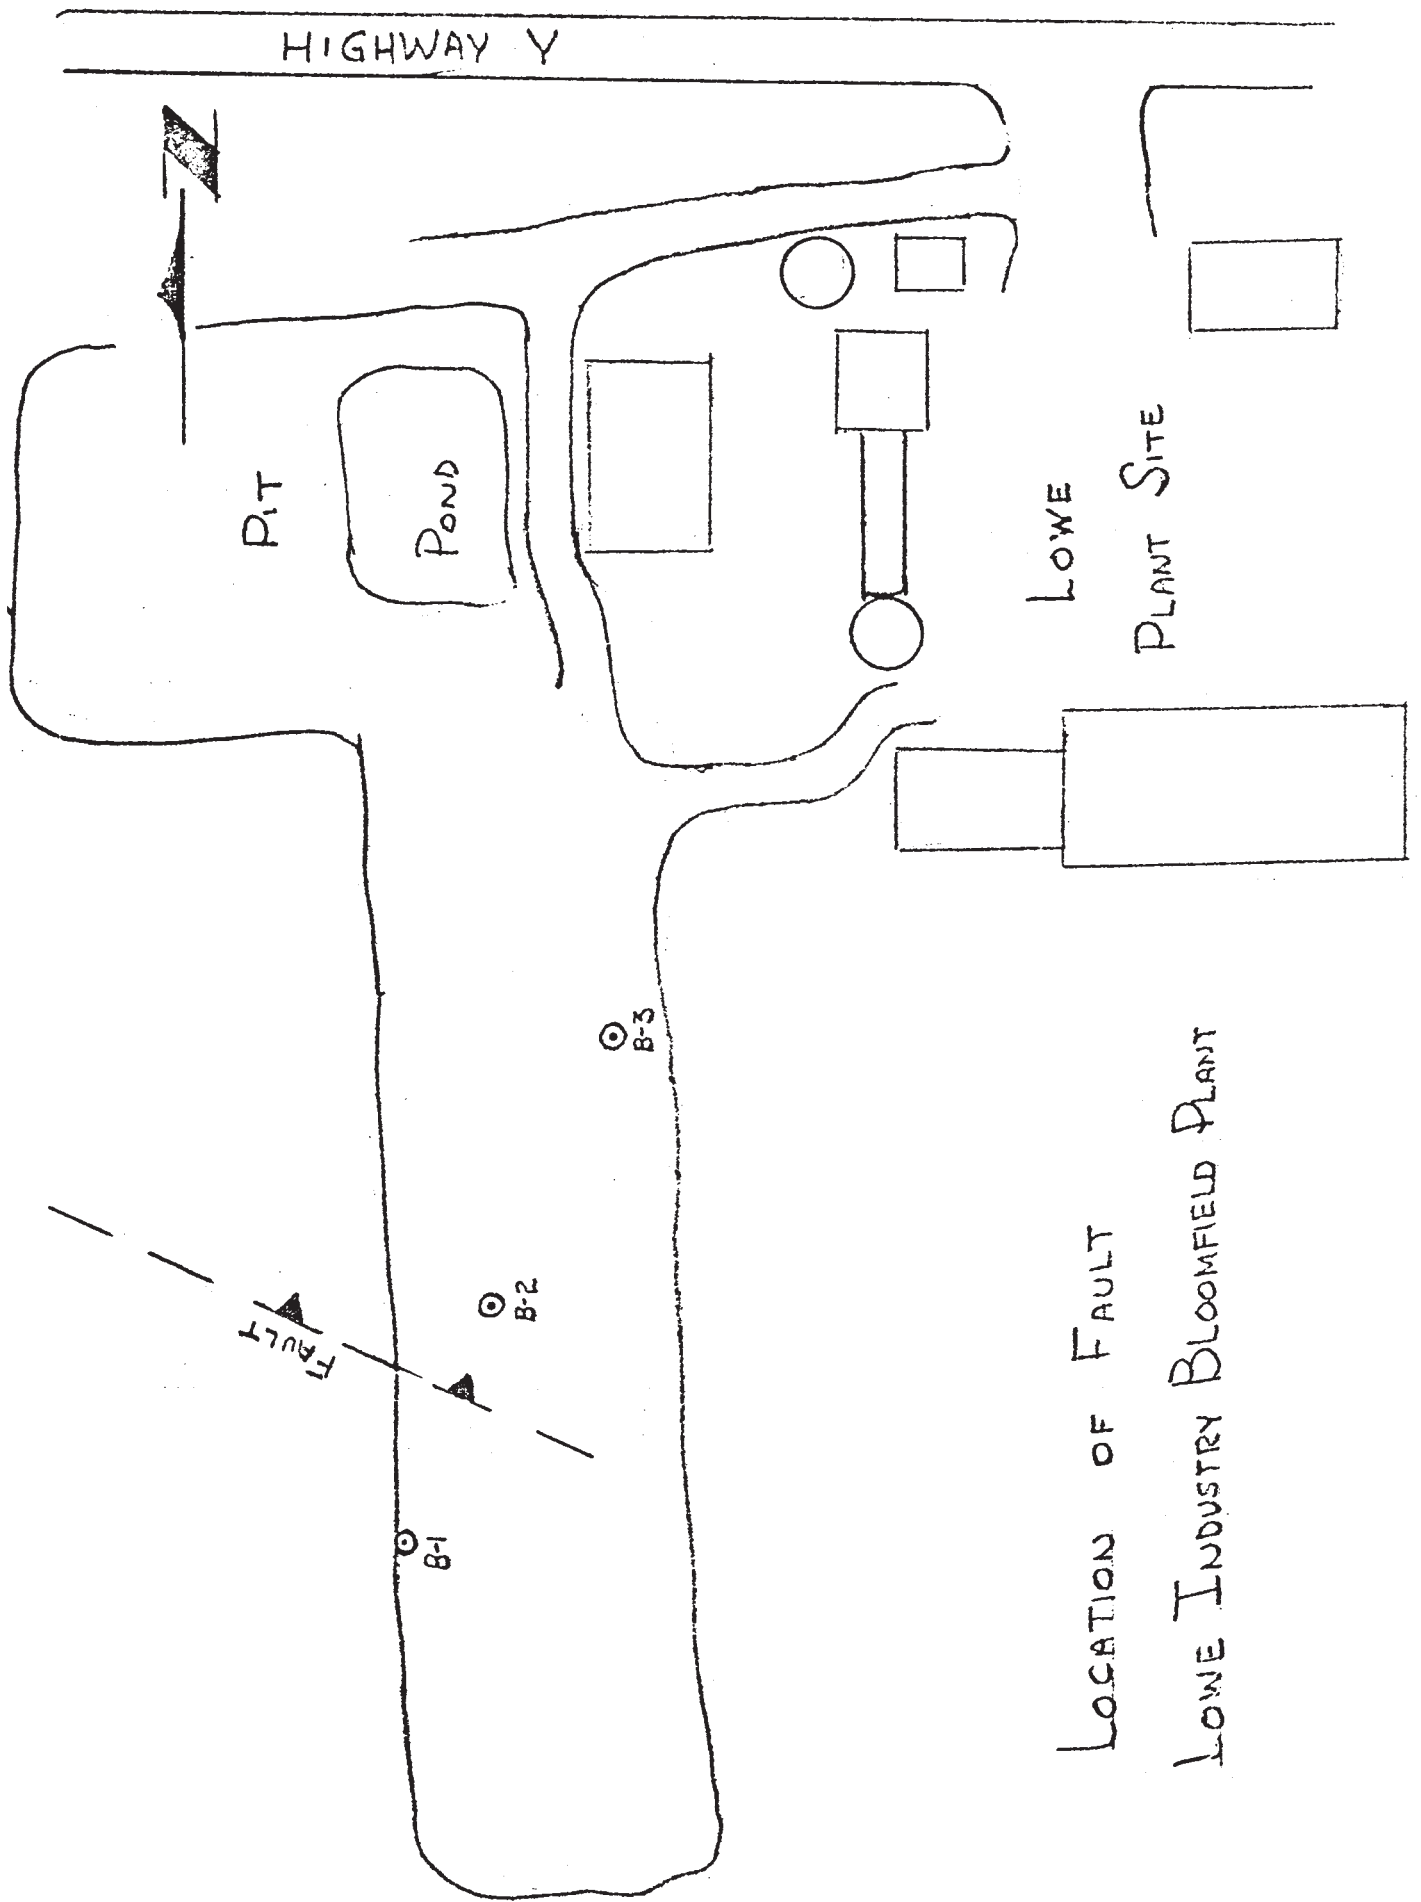 HIGHWAY Y
N
PIT
POND
LOWE
PLANT SITE
B-3
B-2
FAULT
B-1
LOCATION OF FAULT
LOWE INDUSTRY BLOOMFIELD PLANT